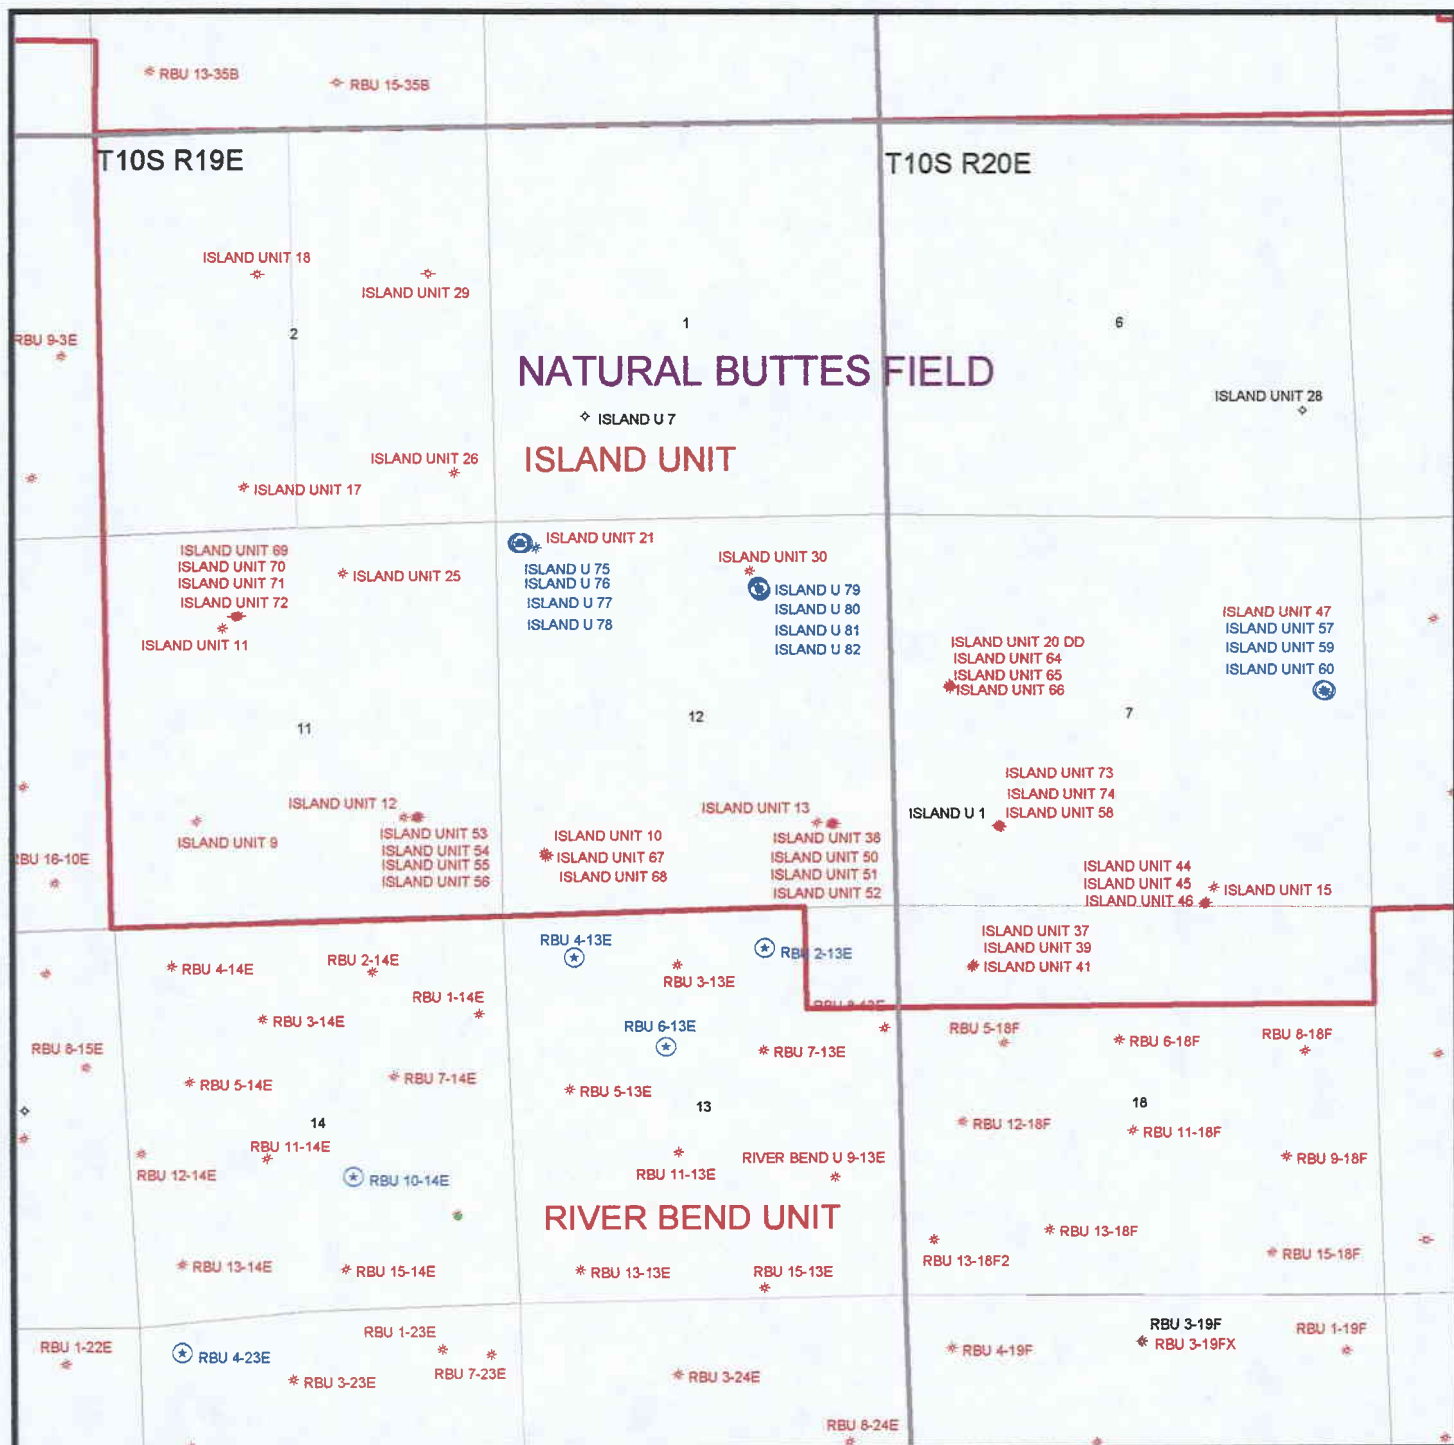 RBU 13-35B
RBU 15-35B
T10S R19E
T10S R20E
ISLAND UNIT 18
ISLAND UNIT 29
2
1
6
RBU 9-3E
NATURAL BUTTES FIELD
ISLAND UNIT 28
ISLAND U 7
ISLAND UNIT 26
ISLAND UNIT
ISLAND UNIT 17
ISLAND UNIT 69
ISLAND UNIT 70
ISLAND UNIT 71
ISLAND UNIT 72
ISLAND UNIT 11
ISLAND UNIT 25
ISLAND UNIT 21
ISLAND U 75
ISLAND U 76
ISLAND U 77
ISLAND U 78
ISLAND UNIT 30
ISLAND U 79
ISLAND U 80
ISLAND U 81
ISLAND U 82
ISLAND UNIT 20 DD
ISLAND UNIT 64
ISLAND UNIT 65
ISLAND UNIT 66
ISLAND UNIT 47
ISLAND UNIT 57
ISLAND UNIT 59
ISLAND UNIT 60
11
12
7
ISLAND UNIT 12
ISLAND UNIT 9
ISLAND UNIT 53
ISLAND UNIT 54
ISLAND UNIT 55
ISLAND UNIT 56
ISLAND UNIT 10
ISLAND UNIT 67
ISLAND UNIT 68
ISLAND UNIT 13
ISLAND UNIT 38
ISLAND UNIT 50
ISLAND UNIT 51
ISLAND UNIT 52
ISLAND UNIT 73
ISLAND UNIT 74
ISLAND U 1
ISLAND UNIT 58
ISLAND UNIT 44
ISLAND UNIT 45
ISLAND UNIT 46
ISLAND UNIT 15
RBU 16-10E
ISLAND UNIT 37
ISLAND UNIT 39
ISLAND UNIT 41
RBU 4-14E
RBU 2-14E
RBU 1-14E
RBU 3-14E
RBU 4-13E
RBU 2-13E
RBU 3-13E
RBU 8-13E
RBU 6-13E
RBU 7-13E
RBU 5-18F
RBU 6-18F
RBU 8-18F
RBU 8-15E
RBU 5-14E
RBU 7-14E
RBU 5-13E
14
13
18
RBU 12-18F
RBU 11-18F
RBU 11-14E
RBU 12-14E
RBU 10-14E
RBU 11-13E
RIVER BEND U 9-13E
RBU 9-18F
RIVER BEND UNIT
RBU 13-18F
RBU 13-18F2
RBU 15-18F
RBU 13-14E
RBU 15-14E
RBU 13-13E
RBU 15-13E
RBU 1-22E
RBU 4-23E
RBU 1-23E
RBU 3-23E
RBU 7-23E
RBU 3-24E
RBU 4-19F
RBU 3-19F
RBU 3-19FX
RBU 1-19F
RBU 8-24E